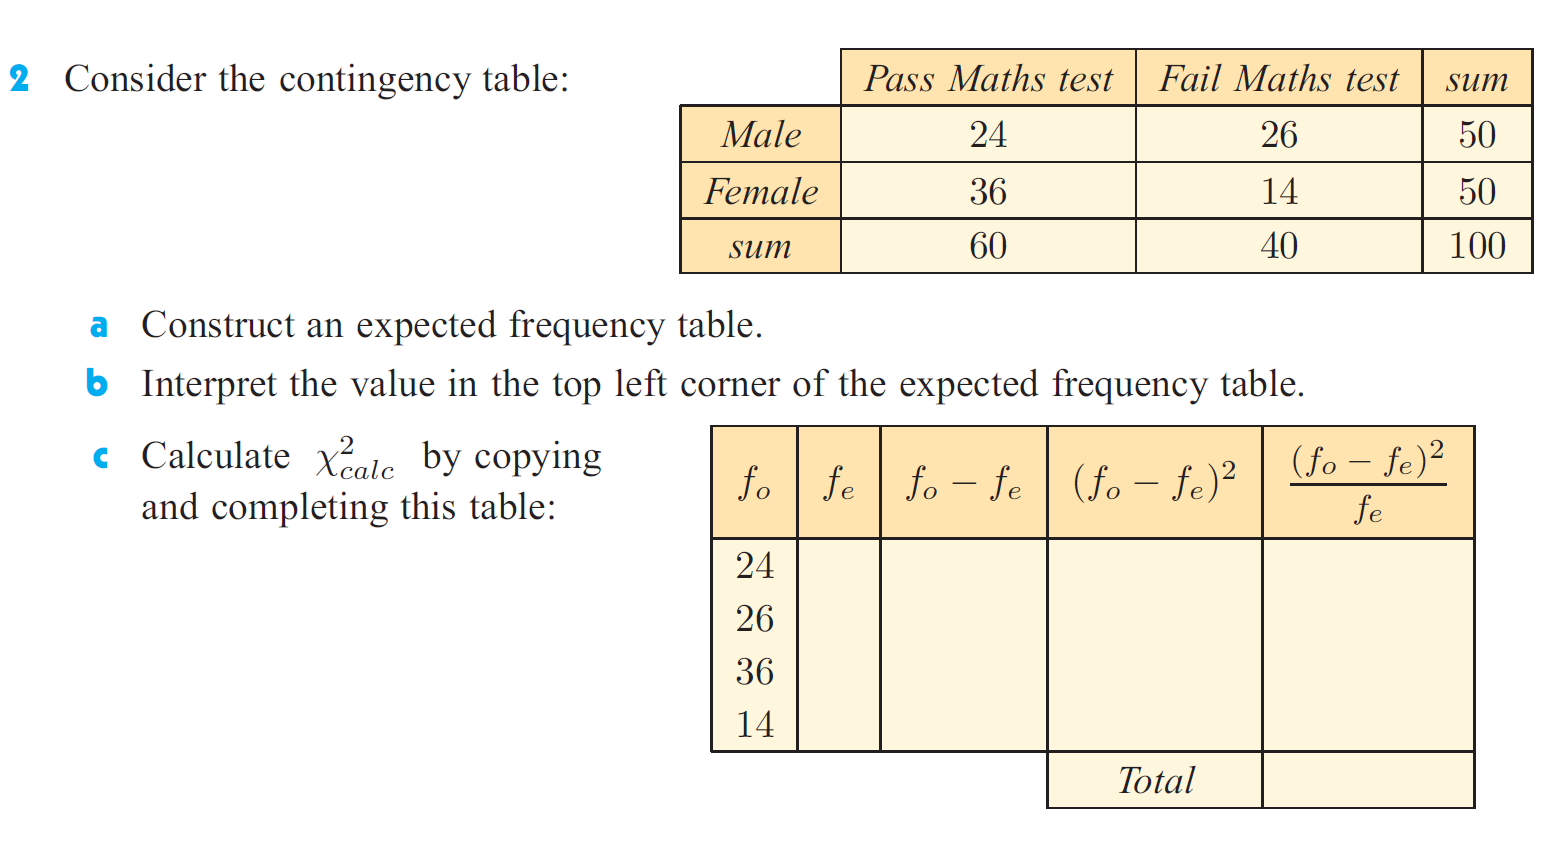 2 Consider the contingency table:
Pass Maths test Fail Maths test sum
Male 24 26 50
Female 36 14 50
sum 60 40 100
a Construct an expected frequency table.
b Interpret the value in the top left corner of the expected frequency table.
c Calculate χ²calc by copying
and completing this table:
fo fe fo − fe (fo − fe)² (fo − fe)²/fe
24
26
36
14
Total